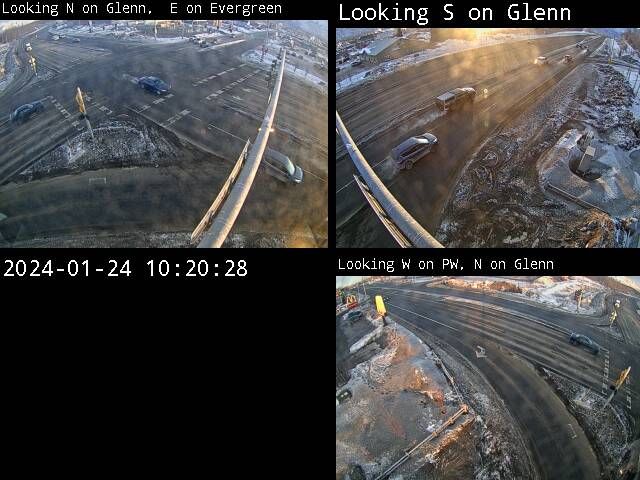 Looking N on Glenn,  E on Evergreen
Looking S on Glenn
2024-01-24 10:20:28
Looking W on PW, N on Glenn